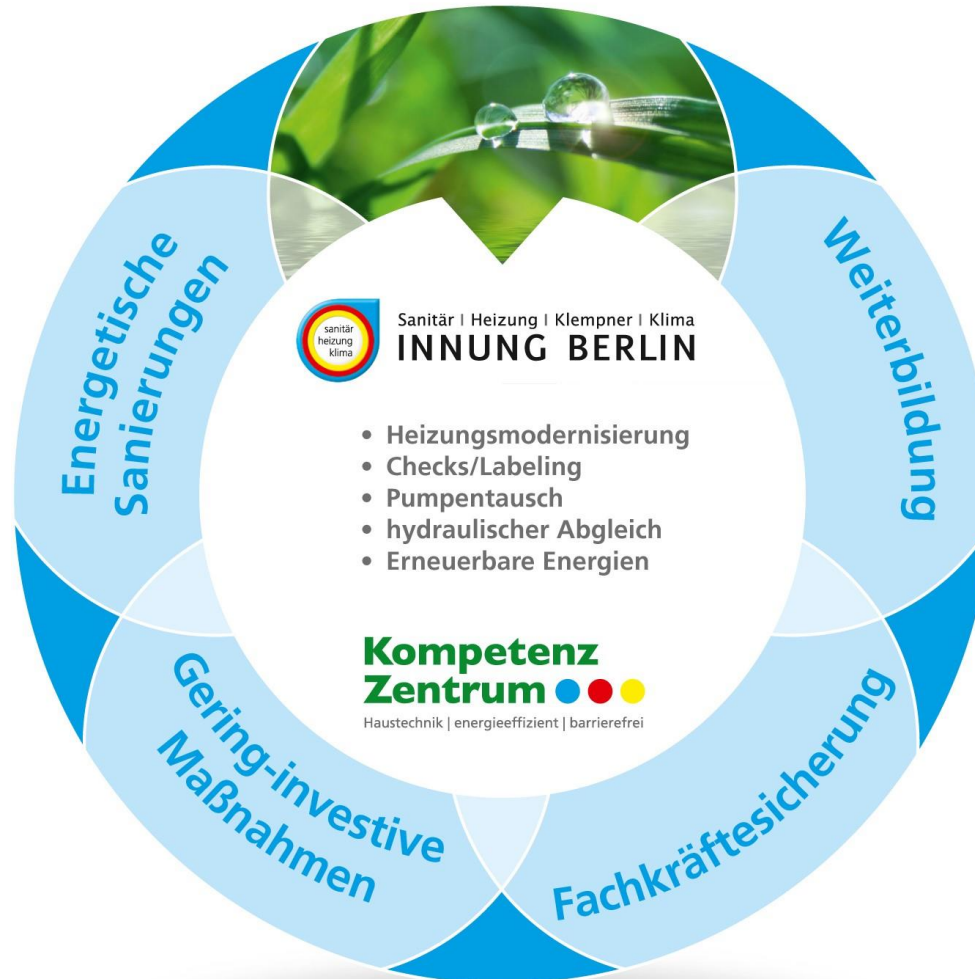 sanitär
heizung
klima
Sanitär | Heizung | Klempner | Klima
INNUNG BERLIN
• Heizungsmodernisierung
• Checks/Labeling
• Pumpentausch
• hydraulischer Abgleich
• Erneuerbare Energien
Kompetenz
Zentrum
Haustechnik | energieeffizient | barrierefrei
Energetische
Sanierungen
Weiterbildung
Gering-investive
Maßnahmen
Fachkräftesicherung